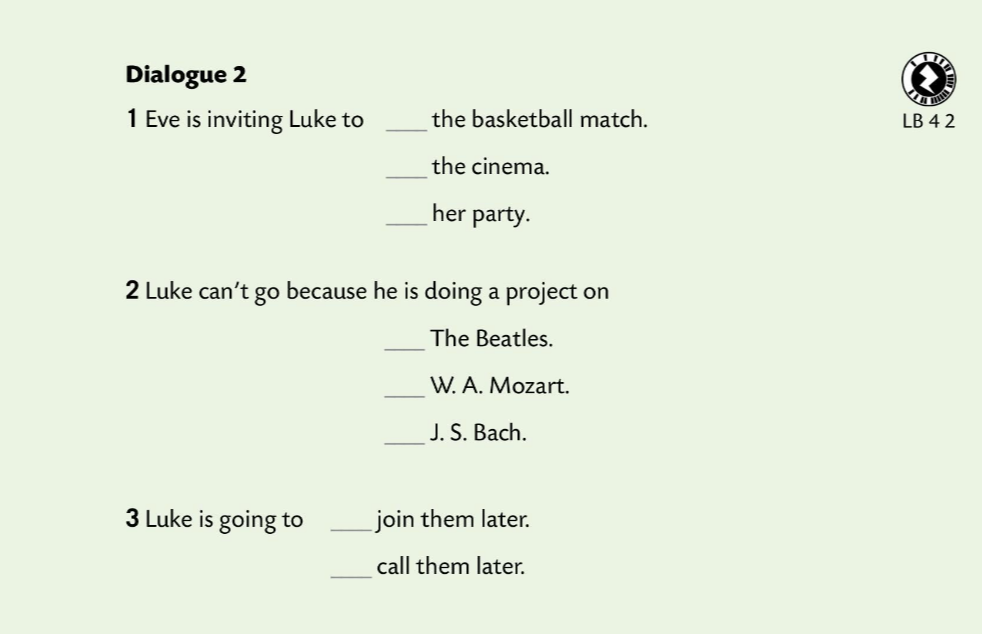 Dialogue 2
1 Eve is inviting Luke to ____ the basketball match.
LB 4 2
____ the cinema.
____ her party.
2 Luke can't go because he is doing a project on
____ The Beatles.
____ W. A. Mozart.
____ J. S. Bach.
3 Luke is going to ____ join them later.
____ call them later.